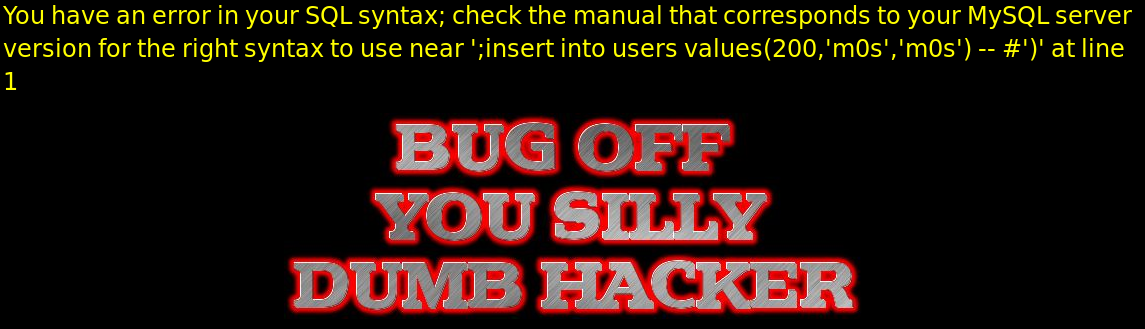 You have an error in your SQL syntax; check the manual that corresponds to your MySQL server
version for the right syntax to use near ';insert into users values(200,'m0s','m0s') -- #')' at line
1
BUG OFF
YOU SILLY
DUMB HACKER